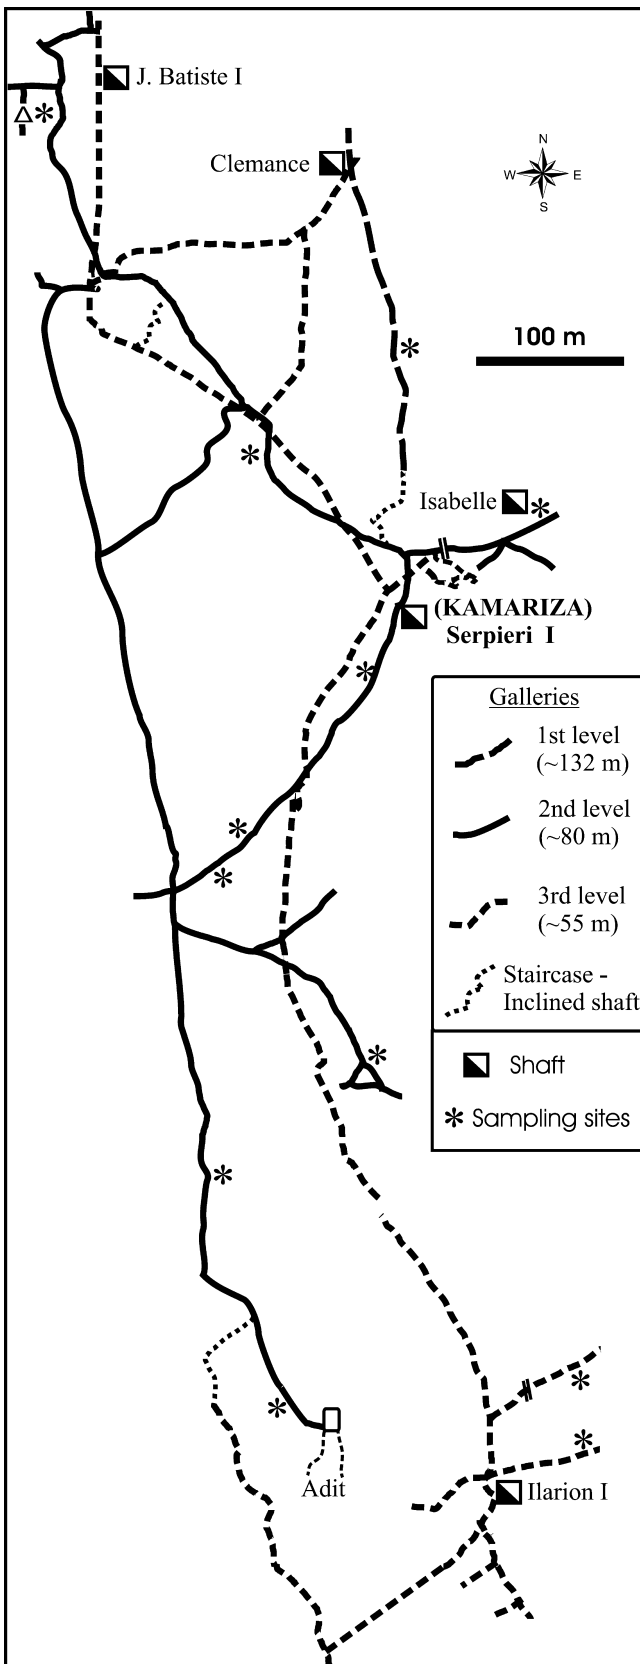 J. Batiste I
Clemance
N
W E
S
100 m
Isabelle
(KAMARIZA)
Serpieri I
Galleries
1st level
(~132 m)
2nd level
(~80 m)
3rd level
(~55 m)
Staircase -
Inclined shaft
Shaft
* Sampling sites
Adit
Ilarion I